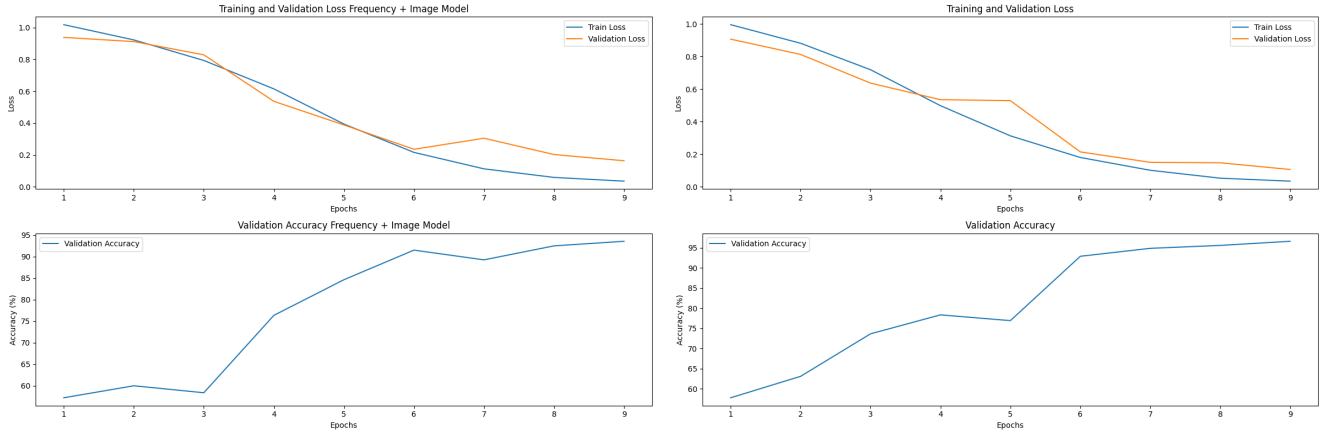 Training and Validation Loss Frequency + Image Model
1.0
0.8
0.6
0.4
0.2
0.0
Loss
Train Loss
Validation Loss
1 2 3 4 5 6 7 8 9
Epochs
Training and Validation Loss
1.0
0.8
0.6
0.4
0.2
0.0
Loss
Train Loss
Validation Loss
1 2 3 4 5 6 7 8 9
Epochs
Validation Accuracy Frequency + Image Model
95
90
85
80
75
70
65
60
Accuracy (%)
Validation Accuracy
1 2 3 4 5 6 7 8 9
Epochs
Validation Accuracy
95
90
85
80
75
70
65
60
Accuracy (%)
Validation Accuracy
1 2 3 4 5 6 7 8 9
Epochs